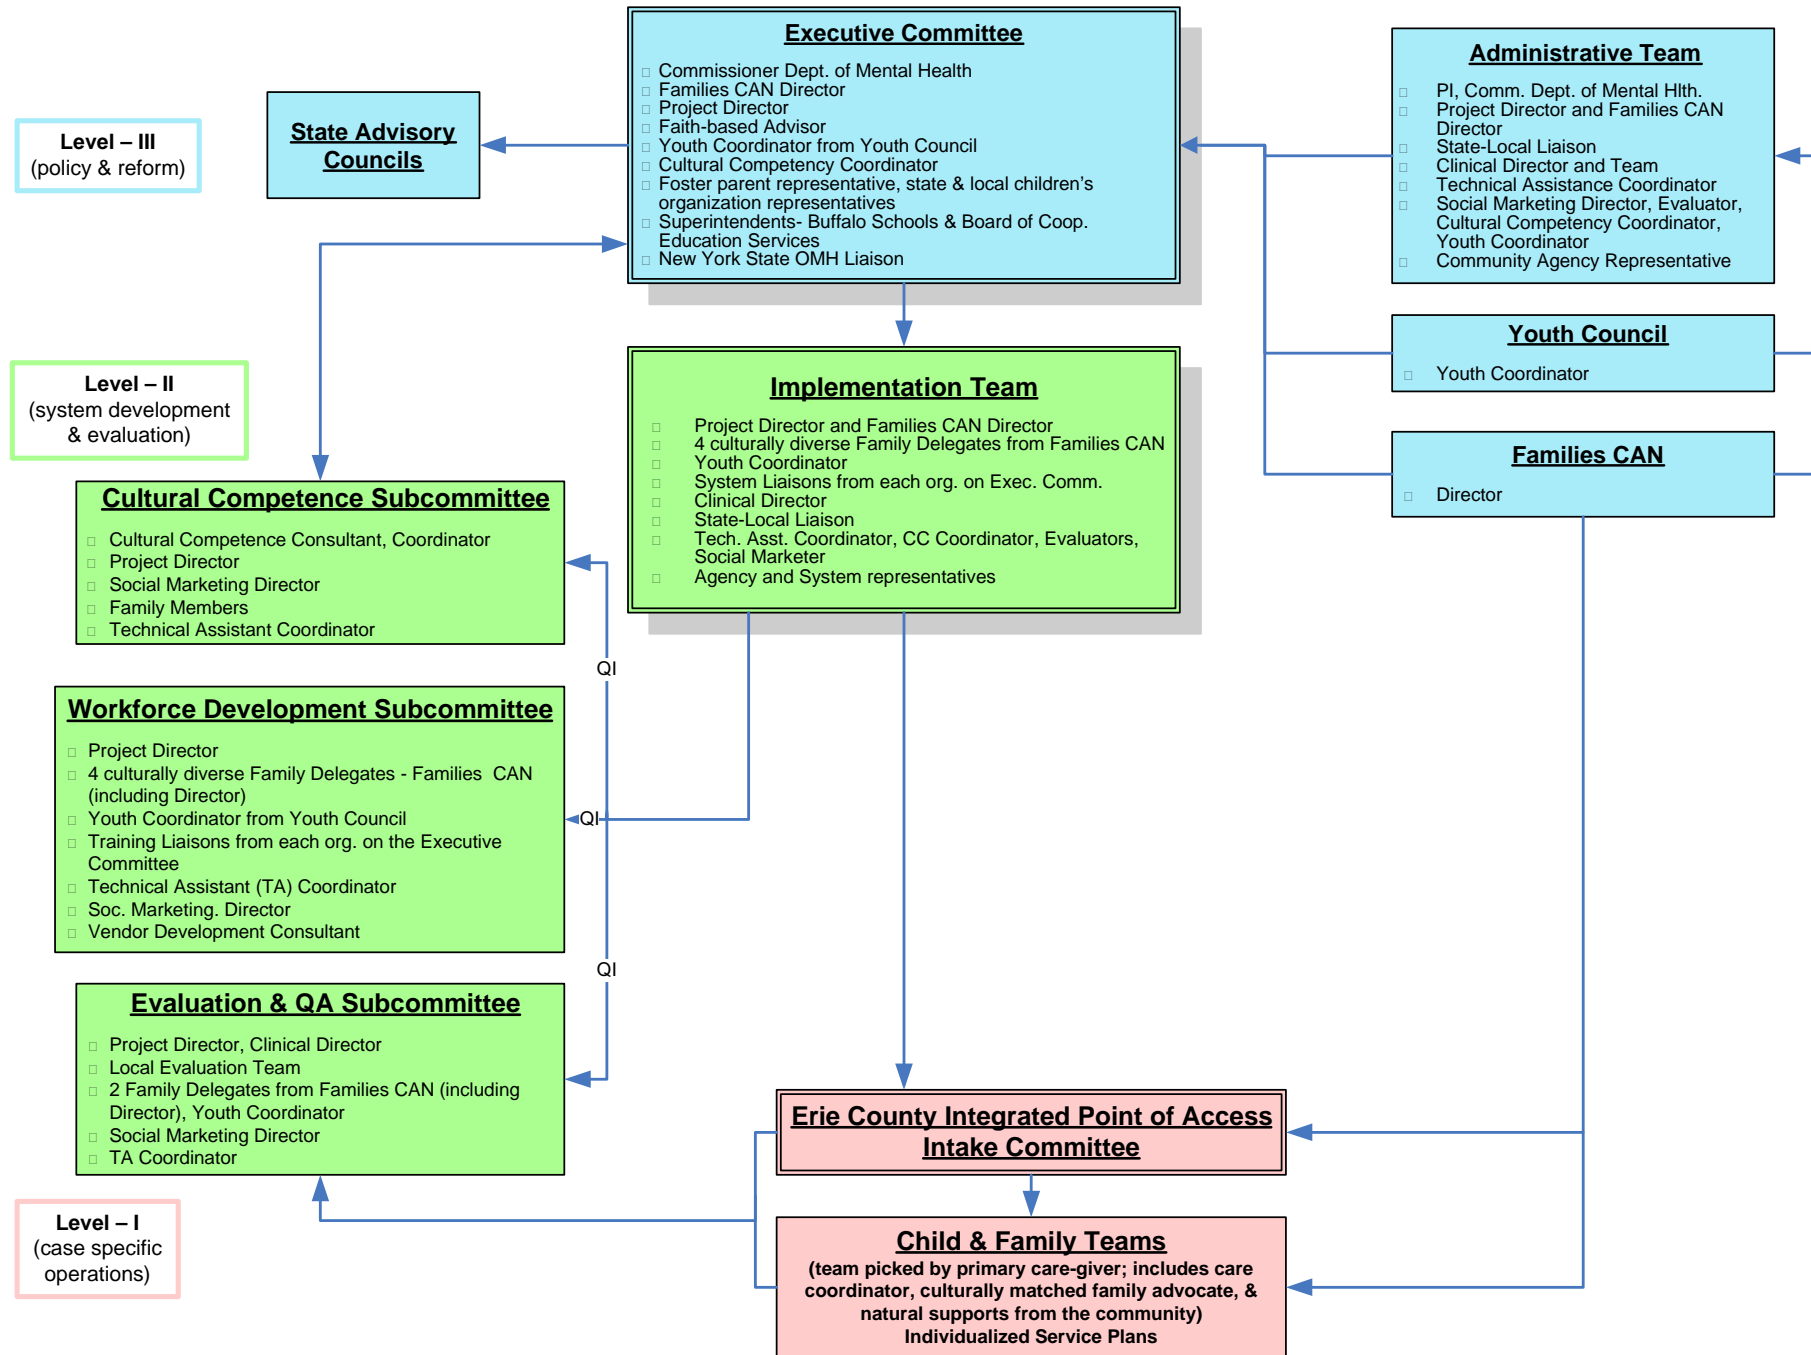 Executive Committee
Commissioner Dept. of Mental Health
Families CAN Director
Project Director
Faith-based Advisor
Youth Coordinator from Youth Council
Cultural Competency Coordinator
Foster parent representative, state & local children's
organization representatives
Superintendents- Buffalo Schools & Board of Coop.
Education Services
New York State OMH Liaison
Administrative Team
PI, Comm. Dept. of Mental Hlth.
Project Director and Families CAN
Director
State-Local Liaison
Clinical Director and Team
Technical Assistance Coordinator
Social Marketing Director, Evaluator,
Cultural Competency Coordinator,
Youth Coordinator
Community Agency Representative
State Advisory
Councils
Level – III
(policy & reform)
Youth Council
Youth Coordinator
Families CAN
Director
Level – II
(system development
& evaluation)
Implementation Team
Project Director and Families CAN Director
4 culturally diverse Family Delegates from Families CAN
Youth Coordinator
System Liaisons from each org. on Exec. Comm.
Clinical Director
State-Local Liaison
Tech. Asst. Coordinator, CC Coordinator, Evaluators,
Social Marketer
Agency and System representatives
Cultural Competence Subcommittee
Cultural Competence Consultant, Coordinator
Project Director
Social Marketing Director
Family Members
Technical Assistant Coordinator
QI
Workforce Development Subcommittee
Project Director
4 culturally diverse Family Delegates - Families  CAN
(including Director)
Youth Coordinator from Youth Council
Training Liaisons from each org. on the Executive
Committee
Technical Assistant (TA) Coordinator
Soc. Marketing. Director
Vendor Development Consultant
QI
QI
Evaluation & QA Subcommittee
Project Director, Clinical Director
Local Evaluation Team
2 Family Delegates from Families CAN (including
Director), Youth Coordinator
Social Marketing Director
TA Coordinator
Erie County Integrated Point of Access
Intake Committee
Level – I
(case specific
operations)
Child & Family Teams
(team picked by primary care-giver; includes care
coordinator, culturally matched family advocate, &
natural supports from the community)
Individualized Service Plans